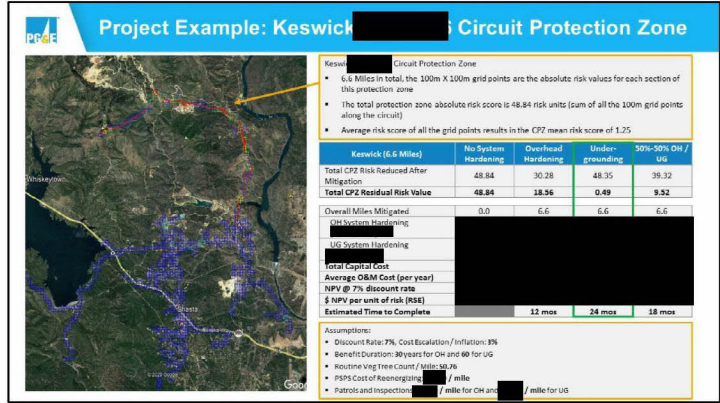 PG&E
Project Example: Keswick Circuit Protection Zone
Keswi Circuit Protection Zone
6.6 Miles in total, the 100m X 100m grid points are the absolute risk values for each section of
this protection zone
The total protection zone absolute risk score is 48.84 risk units (sum of all the 100m grid points
along the circuit)
Average risk score of all the grid points results in the CPZ mean risk score of 1.25
Keswick (6.6 Miles) No System Hardening Overhead Hardening Under-grounding 50%-50% OH / UG
Total CPZ Risk Reduced After Mitigation 48.84 30.28 48.35 39.32
Total CPZ Residual Risk Value 48.84 18.56 0.49 9.52
Overall Miles Mitigated 0.0 6.6 6.6 6.6
OH System Hardening
UG System Hardening
Total Capital Cost
Average O&M Cost (per year)
NPV @ 7% discount rate
$ NPV per unit of risk (RSE)
Estimated Time to Complete 12 mos 24 mos 18 mos
Assumptions:
Discount Rate: 7%, Cost Escalation / Inflation: 3%
Benefit Duration: 30 years for OH and 60 for UG
Routine Veg Tree Count / Mile: 50.76
PSPS Cost of Reenergizing / mile
Patrols and Inspections / mile for OH and / mile for UG
Whiskeytown
Shasta
Goo